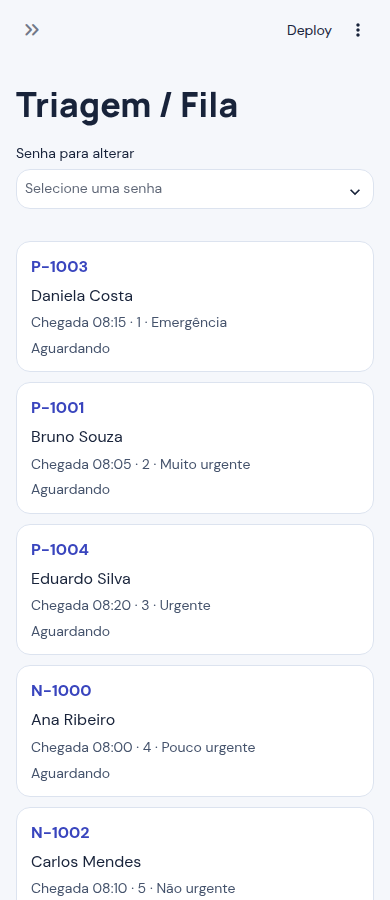 Deploy
Triagem / Fila
Senha para alterar
Selecione uma senha
P-1003
Daniela Costa
Chegada 08:15 · 1 · Emergência
Aguardando
P-1001
Bruno Souza
Chegada 08:05 · 2 · Muito urgente
Aguardando
P-1004
Eduardo Silva
Chegada 08:20 · 3 · Urgente
Aguardando
N-1000
Ana Ribeiro
Chegada 08:00 · 4 · Pouco urgente
Aguardando
N-1002
Carlos Mendes
Chegada 08:10 · 5 · Não urgente